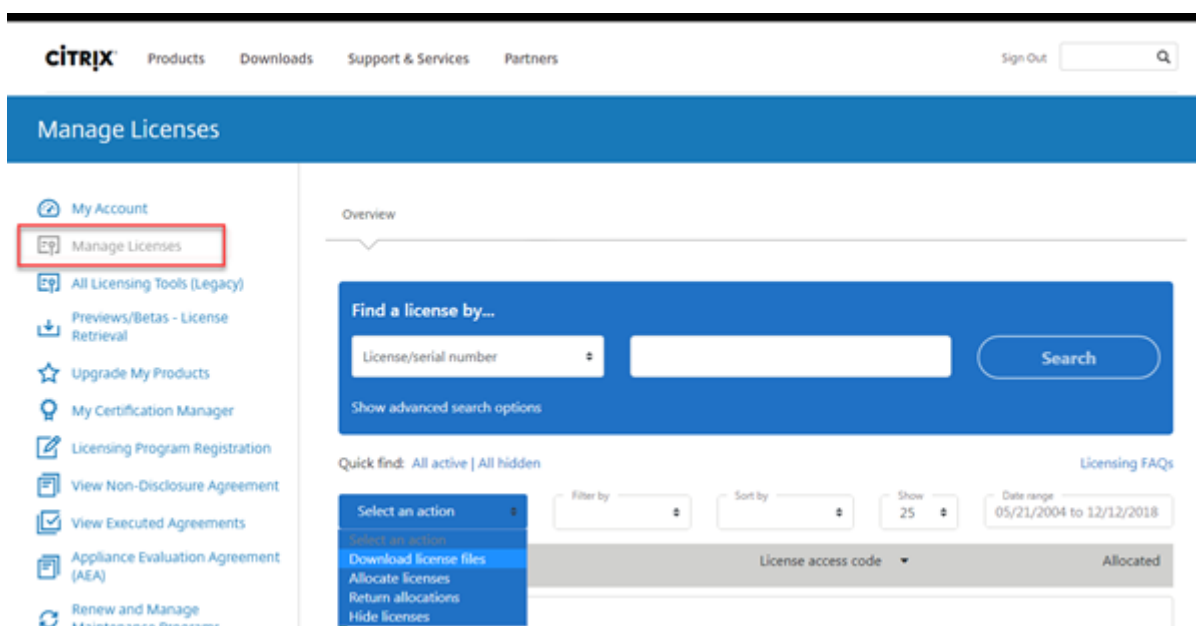 CİTRIX Products Downloads Support & Services Partners Sign Out
Manage Licenses
My Account
Manage Licenses
All Licensing Tools (Legacy)
Previews/Betas - License
Retrieval
Upgrade My Products
My Certification Manager
Licensing Program Registration
View Non-Disclosure Agreement
View Executed Agreements
Appliance Evaluation Agreement
(AEA)
Renew and Manage
Maintenance Programs
Overview
Find a license by...
License/serial number
Search
Show advanced search options
Quick find: All active | All hidden
Licensing FAQs
Select an action
Filter by
Sort by
Show
25
Date range
05/21/2004 to 12/12/2018
Select an action
Download license files
Allocate licenses
Return allocations
Hide licenses
License access code
Allocated